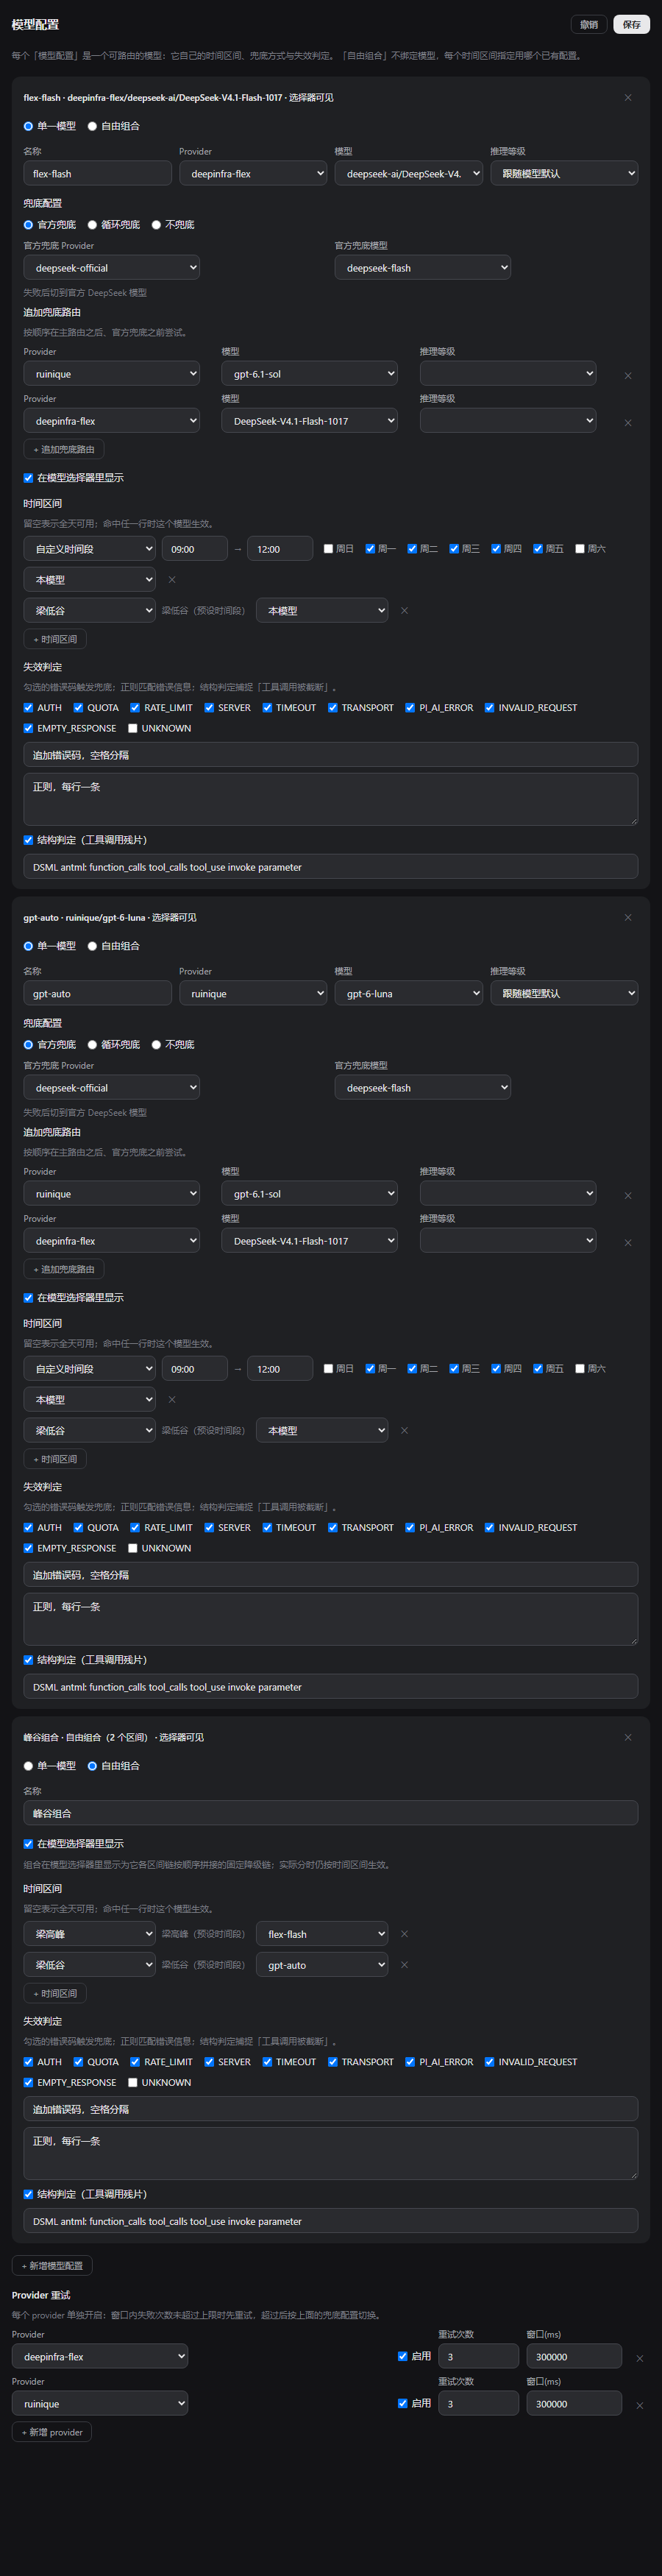 模型配置
撤销 保存
每个「模型配置」是一个可路由的模型：它自己的时间区间、兜底方式与失效判定。「自由组合」不绑定模型，每个时间区间指定用哪个已有配置。
flex-flash · deepinfra-flex/deepseek-ai/DeepSeek-V4.1-Flash-1017 · 选择器可见 ×
单一模型 自由组合
名称 Provider 模型 推理等级
flex-flash deepinfra-flex deepseek-ai/DeepSeek-V4. 跟随模型默认
兜底配置
官方兜底 循环兜底 不兜底
官方兜底 Provider 官方兜底模型
deepseek-official deepseek-flash
失败后切到官方 DeepSeek 模型
追加兜底路由
按顺序在主路由之后、官方兜底之前尝试。
Provider 模型 推理等级
ruinique gpt-6.1-sol ×
Provider 模型 推理等级
deepinfra-flex DeepSeek-V4.1-Flash-1017 ×
+ 追加兜底路由
在模型选择器里显示
时间区间
留空表示全天可用；命中任一行时这个模型生效。
自定义时间段 09:00 → 12:00 周日 周一 周二 周三 周四 周五 周六
本模型 ×
梁低谷 梁低谷（预设时间段） 本模型 ×
+ 时间区间
失效判定
勾选的错误码触发兜底；正则匹配错误信息；结构判定捕捉「工具调用被截断」。
AUTH QUOTA RATE_LIMIT SERVER TIMEOUT TRANSPORT PI_AI_ERROR INVALID_REQUEST
EMPTY_RESPONSE UNKNOWN
追加错误码，空格分隔
正则，每行一条
结构判定（工具调用残片）
DSML antml: function_calls tool_calls tool_use invoke parameter
gpt-auto · ruinique/gpt-6-luna · 选择器可见 ×
单一模型 自由组合
名称 Provider 模型 推理等级
gpt-auto ruinique gpt-6-luna 跟随模型默认
兜底配置
官方兜底 循环兜底 不兜底
官方兜底 Provider 官方兜底模型
deepseek-official deepseek-flash
失败后切到官方 DeepSeek 模型
追加兜底路由
按顺序在主路由之后、官方兜底之前尝试。
Provider 模型 推理等级
ruinique gpt-6.1-sol ×
Provider 模型 推理等级
deepinfra-flex DeepSeek-V4.1-Flash-1017 ×
+ 追加兜底路由
在模型选择器里显示
时间区间
留空表示全天可用；命中任一行时这个模型生效。
自定义时间段 09:00 → 12:00 周日 周一 周二 周三 周四 周五 周六
本模型 ×
梁低谷 梁低谷（预设时间段） 本模型 ×
+ 时间区间
失效判定
勾选的错误码触发兜底；正则匹配错误信息；结构判定捕捉「工具调用被截断」。
AUTH QUOTA RATE_LIMIT SERVER TIMEOUT TRANSPORT PI_AI_ERROR INVALID_REQUEST
EMPTY_RESPONSE UNKNOWN
追加错误码，空格分隔
正则，每行一条
结构判定（工具调用残片）
DSML antml: function_calls tool_calls tool_use invoke parameter
峰谷组合 · 自由组合（2 个区间） · 选择器可见 ×
单一模型 自由组合
名称
峰谷组合
在模型选择器里显示
组合在模型选择器里显示为它各区间链按顺序拼接的固定降级链；实际分时仍按时间区间生效。
时间区间
留空表示全天可用；命中任一行时这个模型生效。
梁高峰 梁高峰（预设时间段） flex-flash ×
梁低谷 梁低谷（预设时间段） gpt-auto ×
+ 时间区间
失效判定
勾选的错误码触发兜底；正则匹配错误信息；结构判定捕捉「工具调用被截断」。
AUTH QUOTA RATE_LIMIT SERVER TIMEOUT TRANSPORT PI_AI_ERROR INVALID_REQUEST
EMPTY_RESPONSE UNKNOWN
追加错误码，空格分隔
正则，每行一条
结构判定（工具调用残片）
DSML antml: function_calls tool_calls tool_use invoke parameter
+ 新增模型配置
Provider 重试
每个 provider 单独开启：窗口内失败次数未超过上限时先重试，超过后按上面的兜底配置切换。
Provider 重试次数 窗口(ms)
deepinfra-flex 启用 3 300000 ×
Provider 重试次数 窗口(ms)
ruinique 启用 3 300000 ×
+ 新增 provider